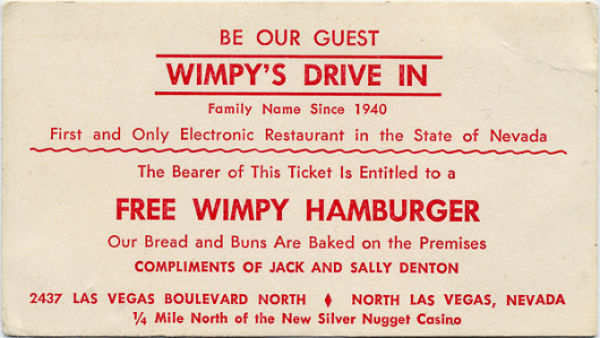 BE OUR GUEST
WIMPY'S DRIVE IN
Family Name Since 1940
First and Only Electronic Restaurant in the State of Nevada
The Bearer of This Ticket Is Entitled to a
FREE WIMPY HAMBURGER
Our Bread and Buns Are Baked on the Premises
COMPLIMENTS OF JACK AND SALLY DENTON
2437 LAS VEGAS BOULEVARD NORTH ♦ NORTH LAS VEGAS, NEVADA
¼ Mile North of the New Silver Nugget Casino